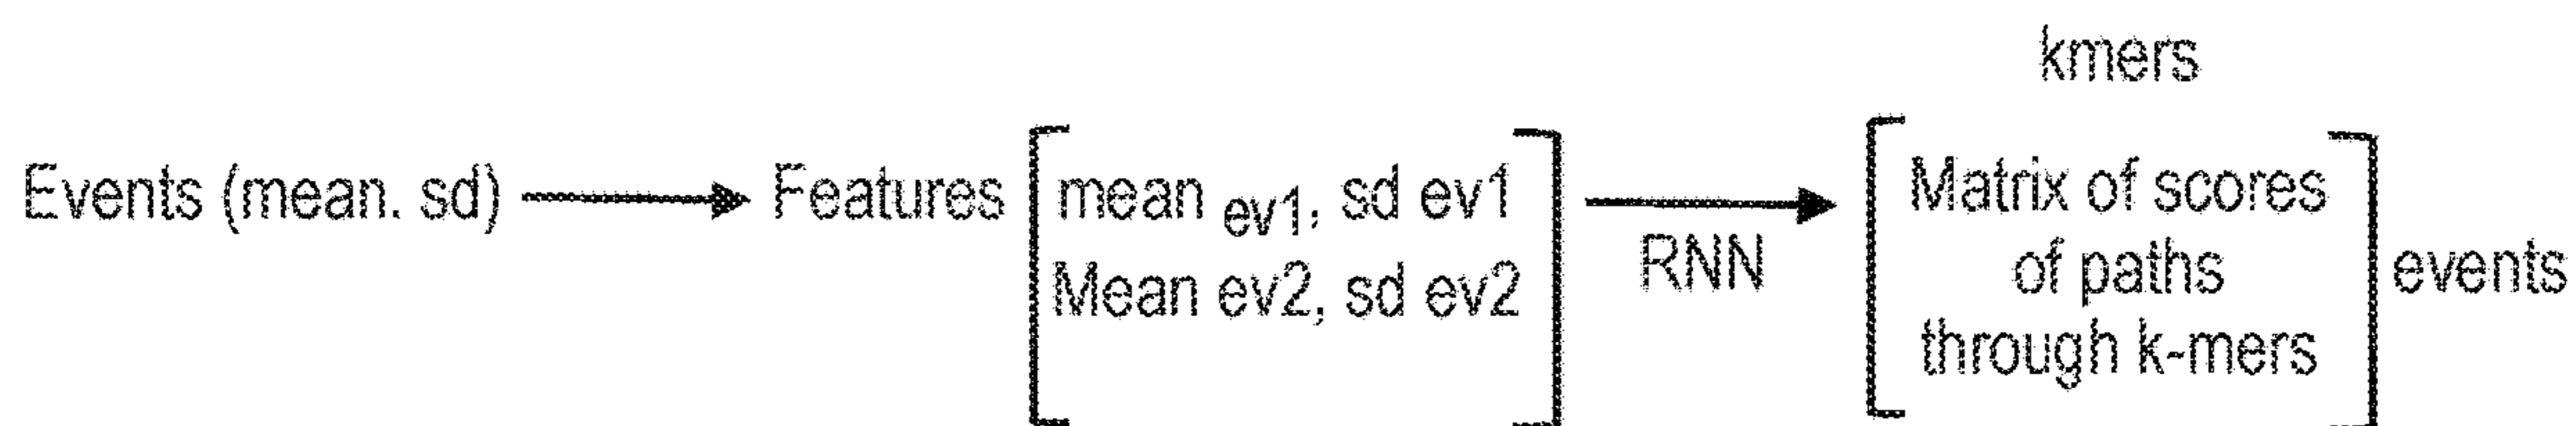 kmers
Events (mean. sd)
Features
mean ev1, sd ev1
Mean ev2, sd ev2
RNN
Matrix of scores
of paths
through k-mers
events